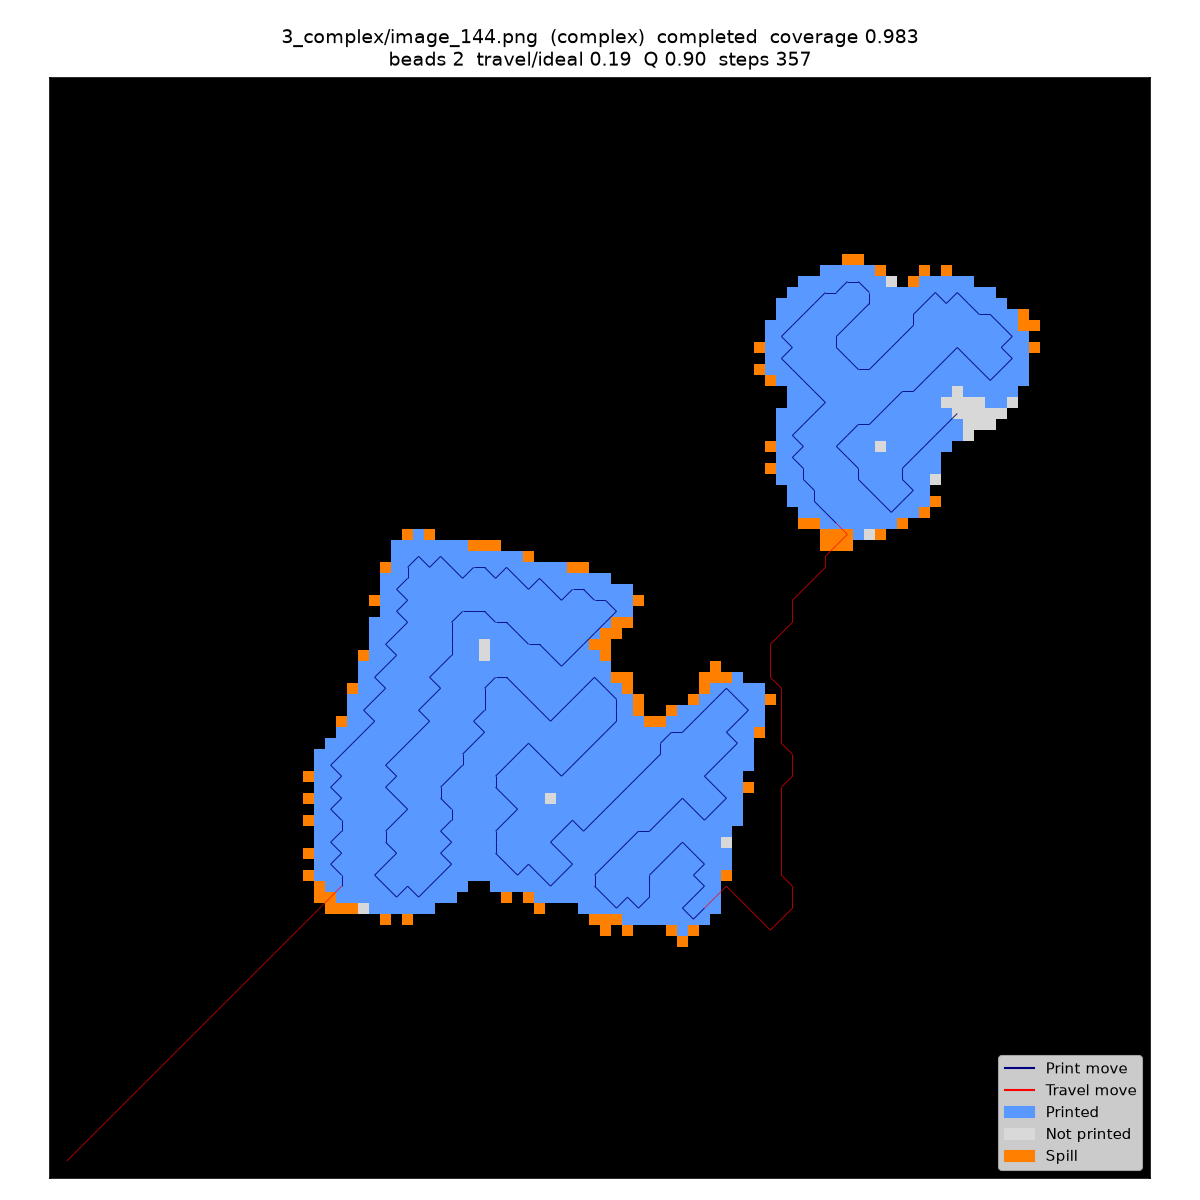 3_complex/image_144.png  (complex)  completed  coverage 0.983
beads 2  travel/ideal 0.19  Q 0.90  steps 357
Print move
Travel move
Printed
Not printed
Spill